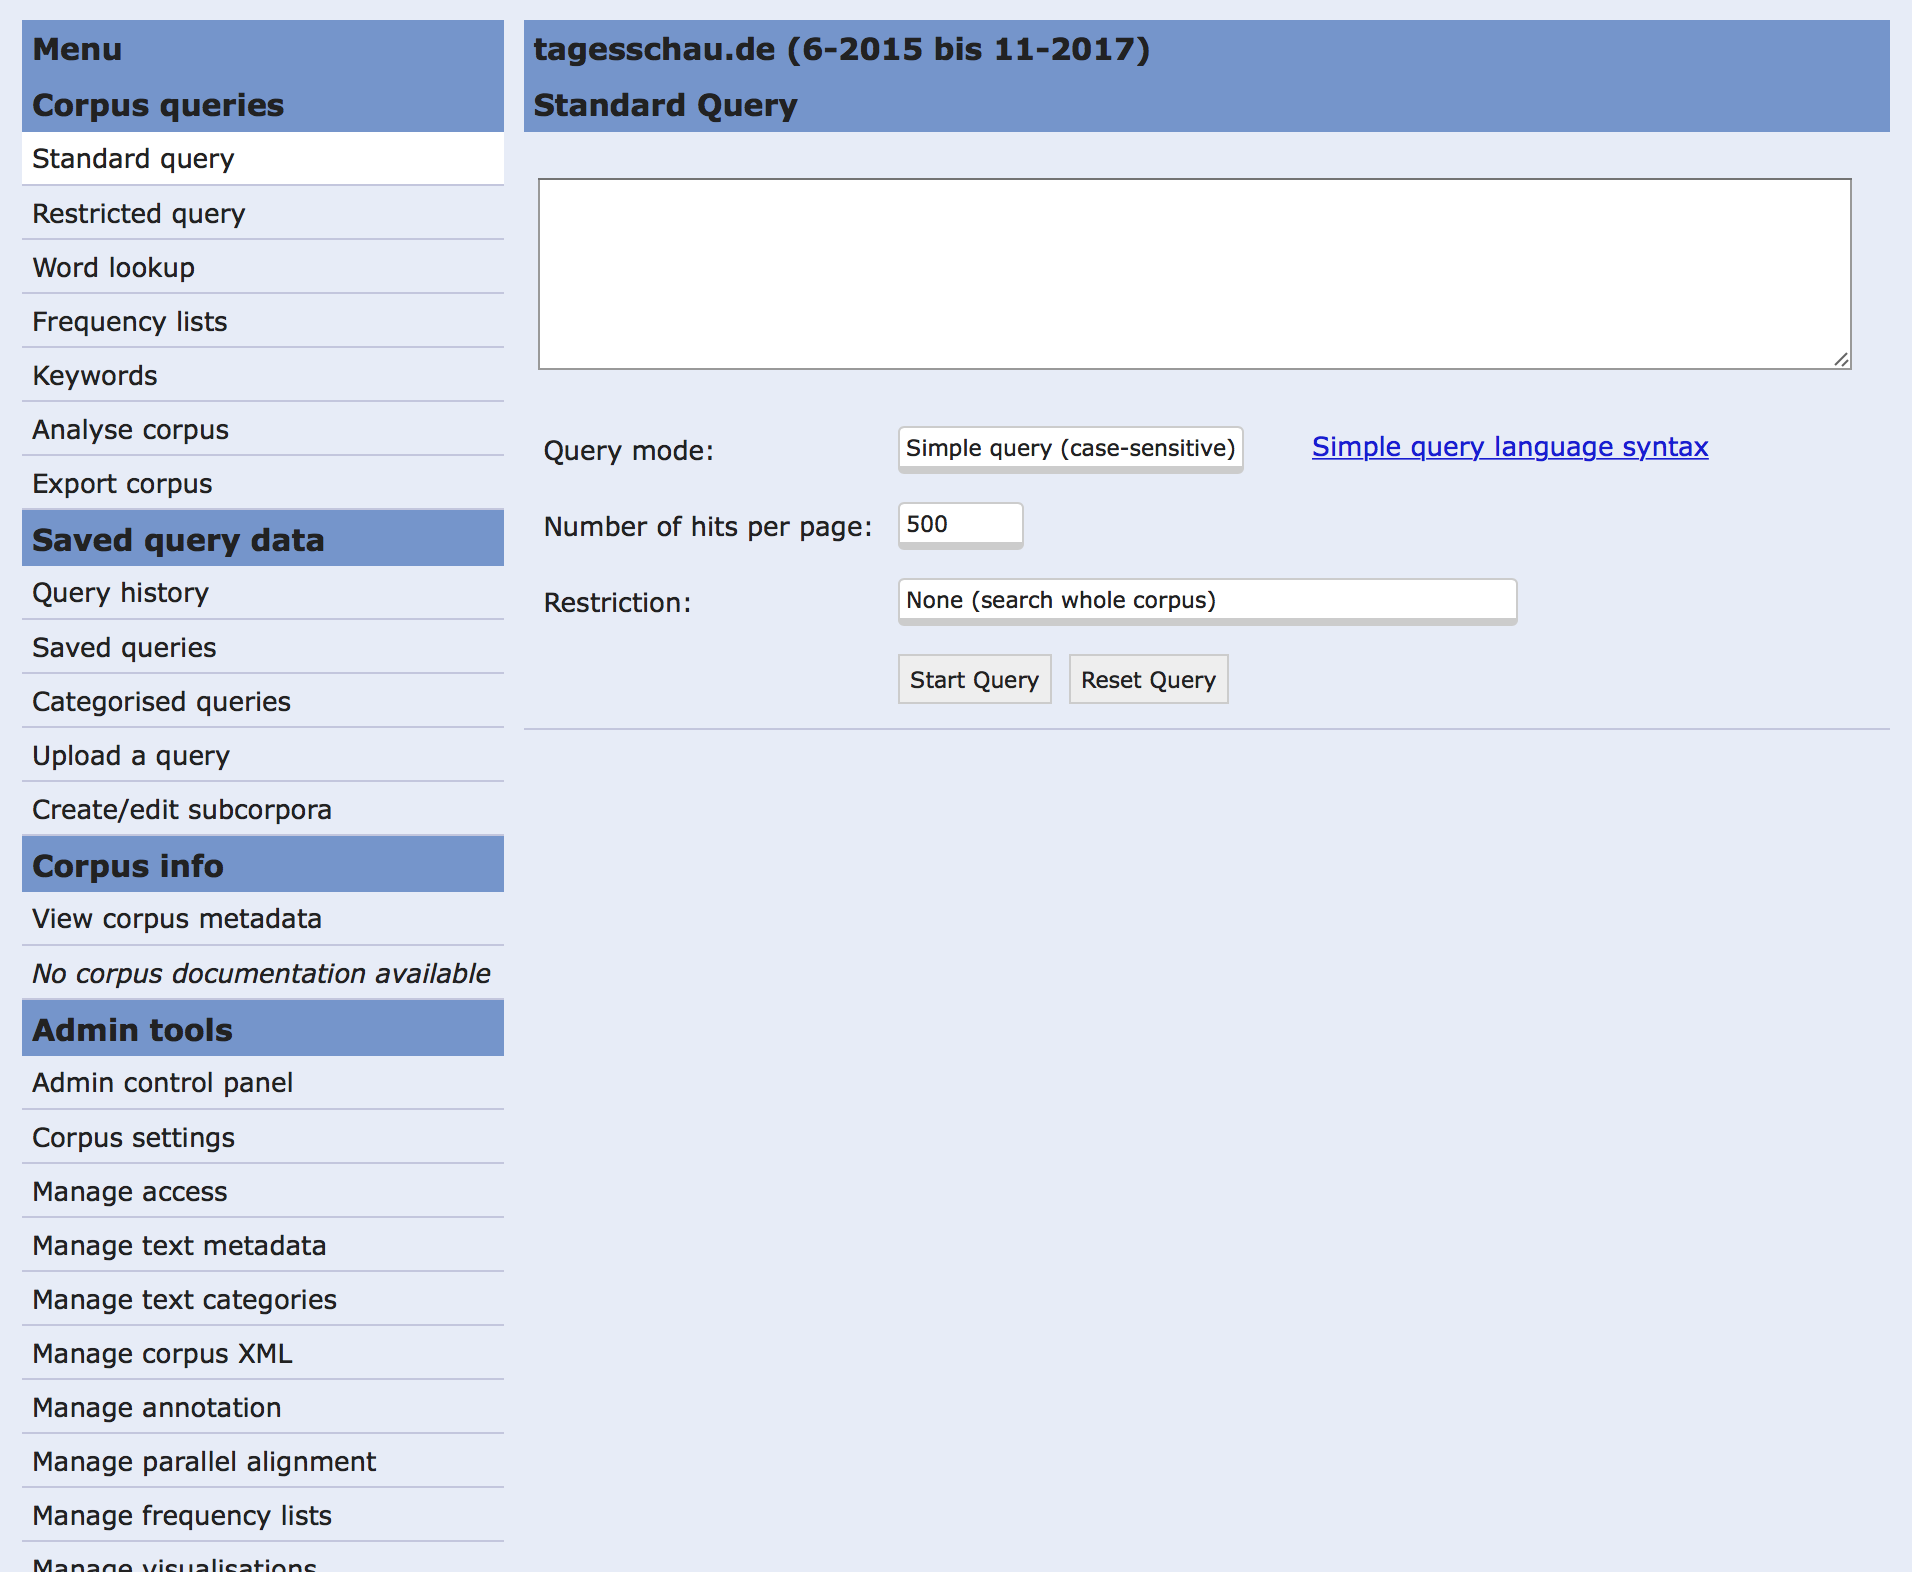 Menu
Corpus queries
Standard query
Restricted query
Word lookup
Frequency lists
Keywords
Analyse corpus
Export corpus
Saved query data
Query history
Saved queries
Categorised queries
Upload a query
Create/edit subcorpora
Corpus info
View corpus metadata
No corpus documentation available
Admin tools
Admin control panel
Corpus settings
Manage access
Manage text metadata
Manage text categories
Manage corpus XML
Manage annotation
Manage parallel alignment
Manage frequency lists
Manage visualisations
tagesschau.de (6-2015 bis 11-2017)
Standard Query
Query mode: Simple query (case-sensitive) Simple query language syntax
Number of hits per page: 500
Restriction: None (search whole corpus)
Start Query Reset Query